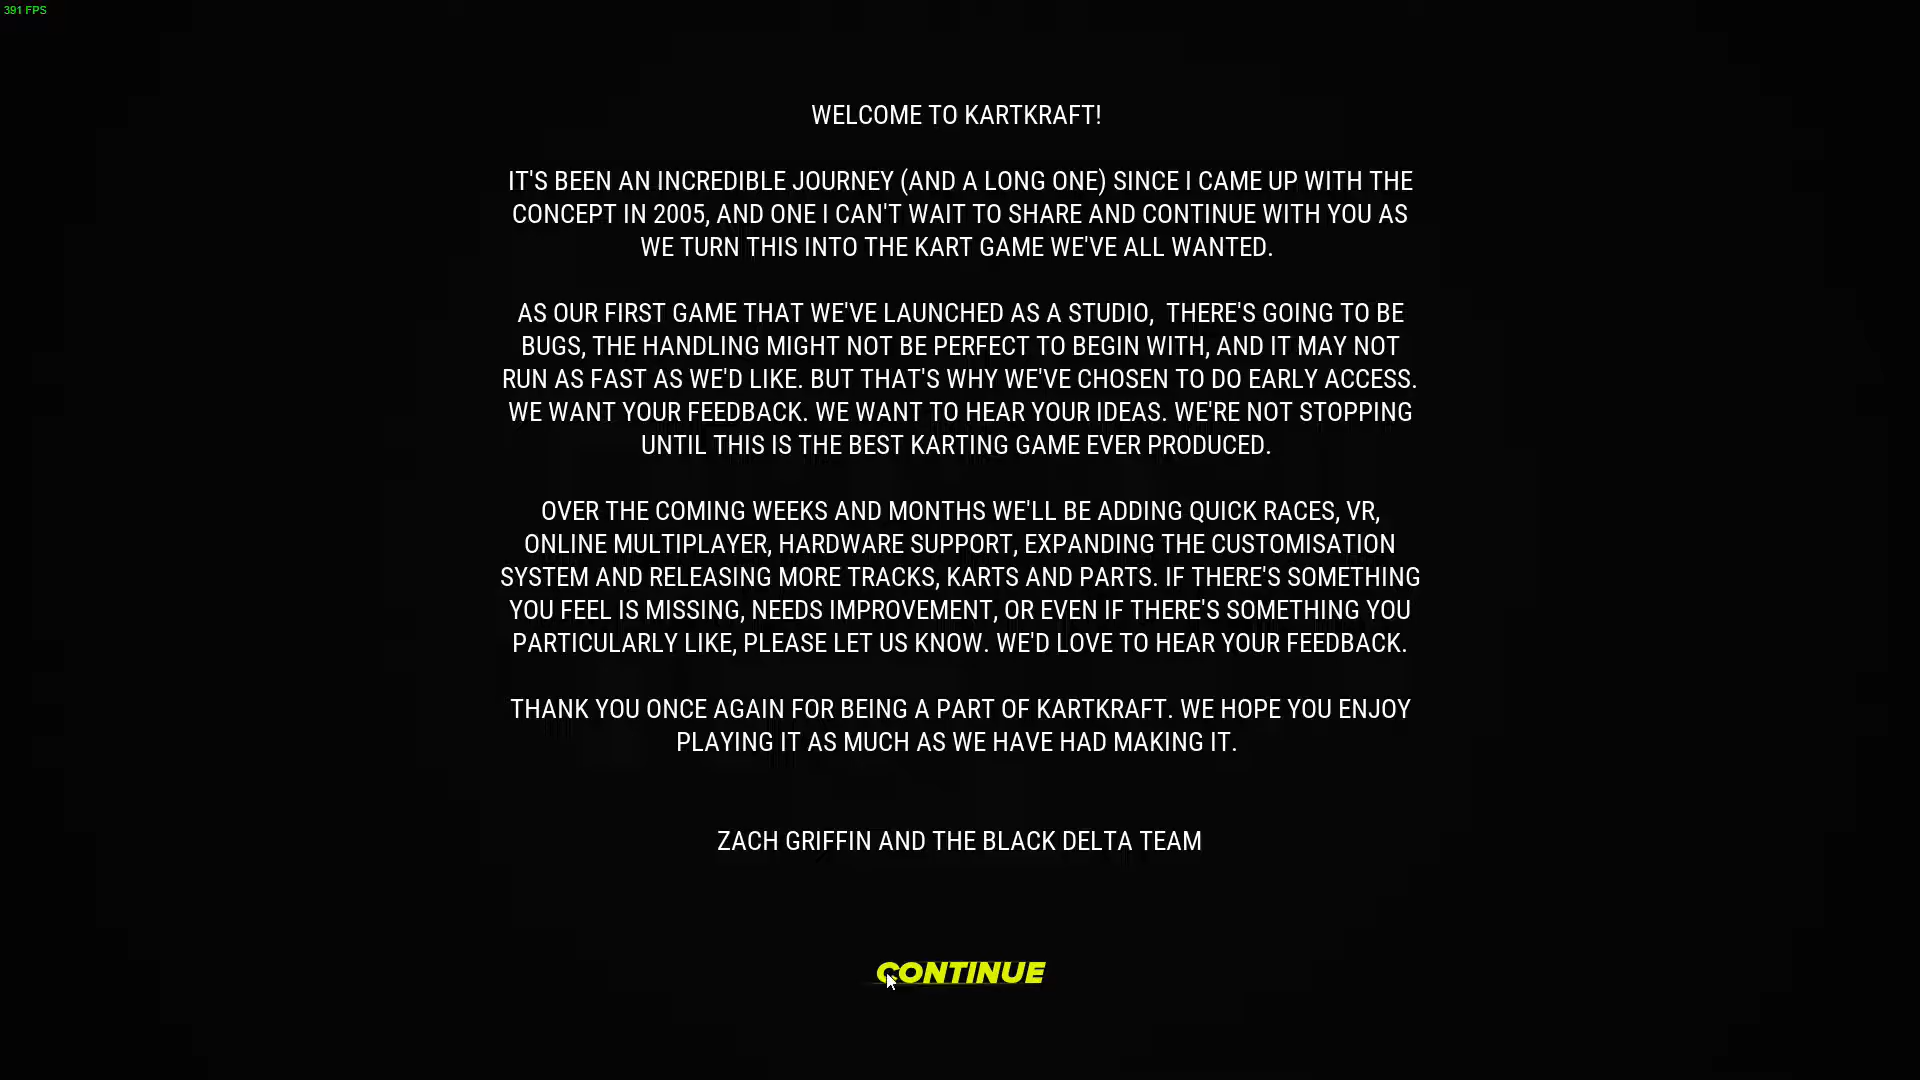 391 FPS
WELCOME TO KARTKRAFT!
IT'S BEEN AN INCREDIBLE JOURNEY (AND A LONG ONE) SINCE I CAME UP WITH THE
CONCEPT IN 2005, AND ONE I CAN'T WAIT TO SHARE AND CONTINUE WITH YOU AS
WE TURN THIS INTO THE KART GAME WE'VE ALL WANTED.
AS OUR FIRST GAME THAT WE'VE LAUNCHED AS A STUDIO,  THERE'S GOING TO BE
BUGS, THE HANDLING MIGHT NOT BE PERFECT TO BEGIN WITH, AND IT MAY NOT
RUN AS FAST AS WE'D LIKE. BUT THAT'S WHY WE'VE CHOSEN TO DO EARLY ACCESS.
WE WANT YOUR FEEDBACK. WE WANT TO HEAR YOUR IDEAS. WE'RE NOT STOPPING
UNTIL THIS IS THE BEST KARTING GAME EVER PRODUCED.
OVER THE COMING WEEKS AND MONTHS WE'LL BE ADDING QUICK RACES, VR,
ONLINE MULTIPLAYER, HARDWARE SUPPORT, EXPANDING THE CUSTOMISATION
SYSTEM AND RELEASING MORE TRACKS, KARTS AND PARTS. IF THERE'S SOMETHING
YOU FEEL IS MISSING, NEEDS IMPROVEMENT, OR EVEN IF THERE'S SOMETHING YOU
PARTICULARLY LIKE, PLEASE LET US KNOW. WE'D LOVE TO HEAR YOUR FEEDBACK.
THANK YOU ONCE AGAIN FOR BEING A PART OF KARTKRAFT. WE HOPE YOU ENJOY
PLAYING IT AS MUCH AS WE HAVE HAD MAKING IT.
ZACH GRIFFIN AND THE BLACK DELTA TEAM
CONTINUE